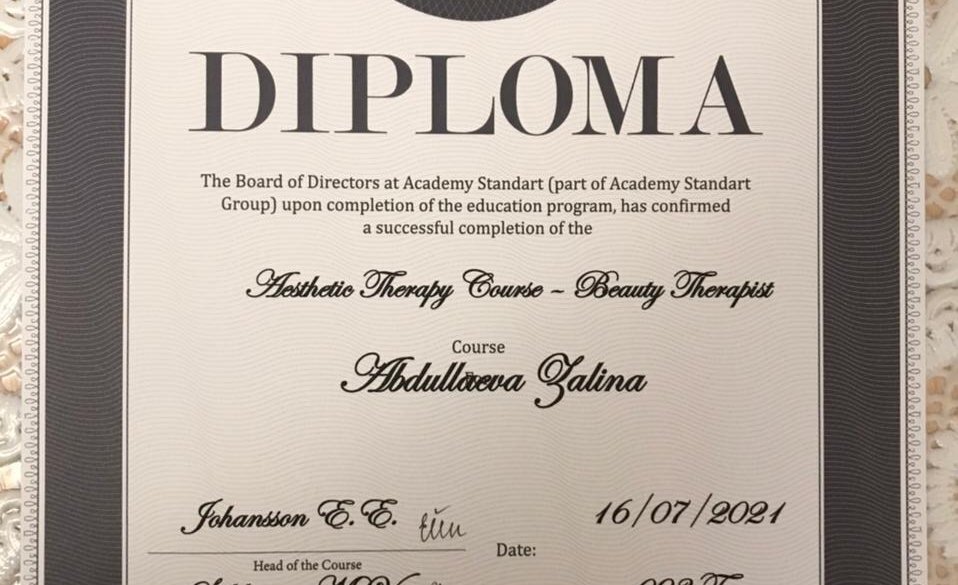 DIPLOMA
The Board of Directors at Academy Standart (part of Academy Standart
Group) upon completion of the education program, has confirmed
a successful completion of the
Aesthetic Therapy Course – Beauty Therapist
Course
Abdullaeva Zalina
Johansson E.E.
16/07/2021
Date:
Head of the Course